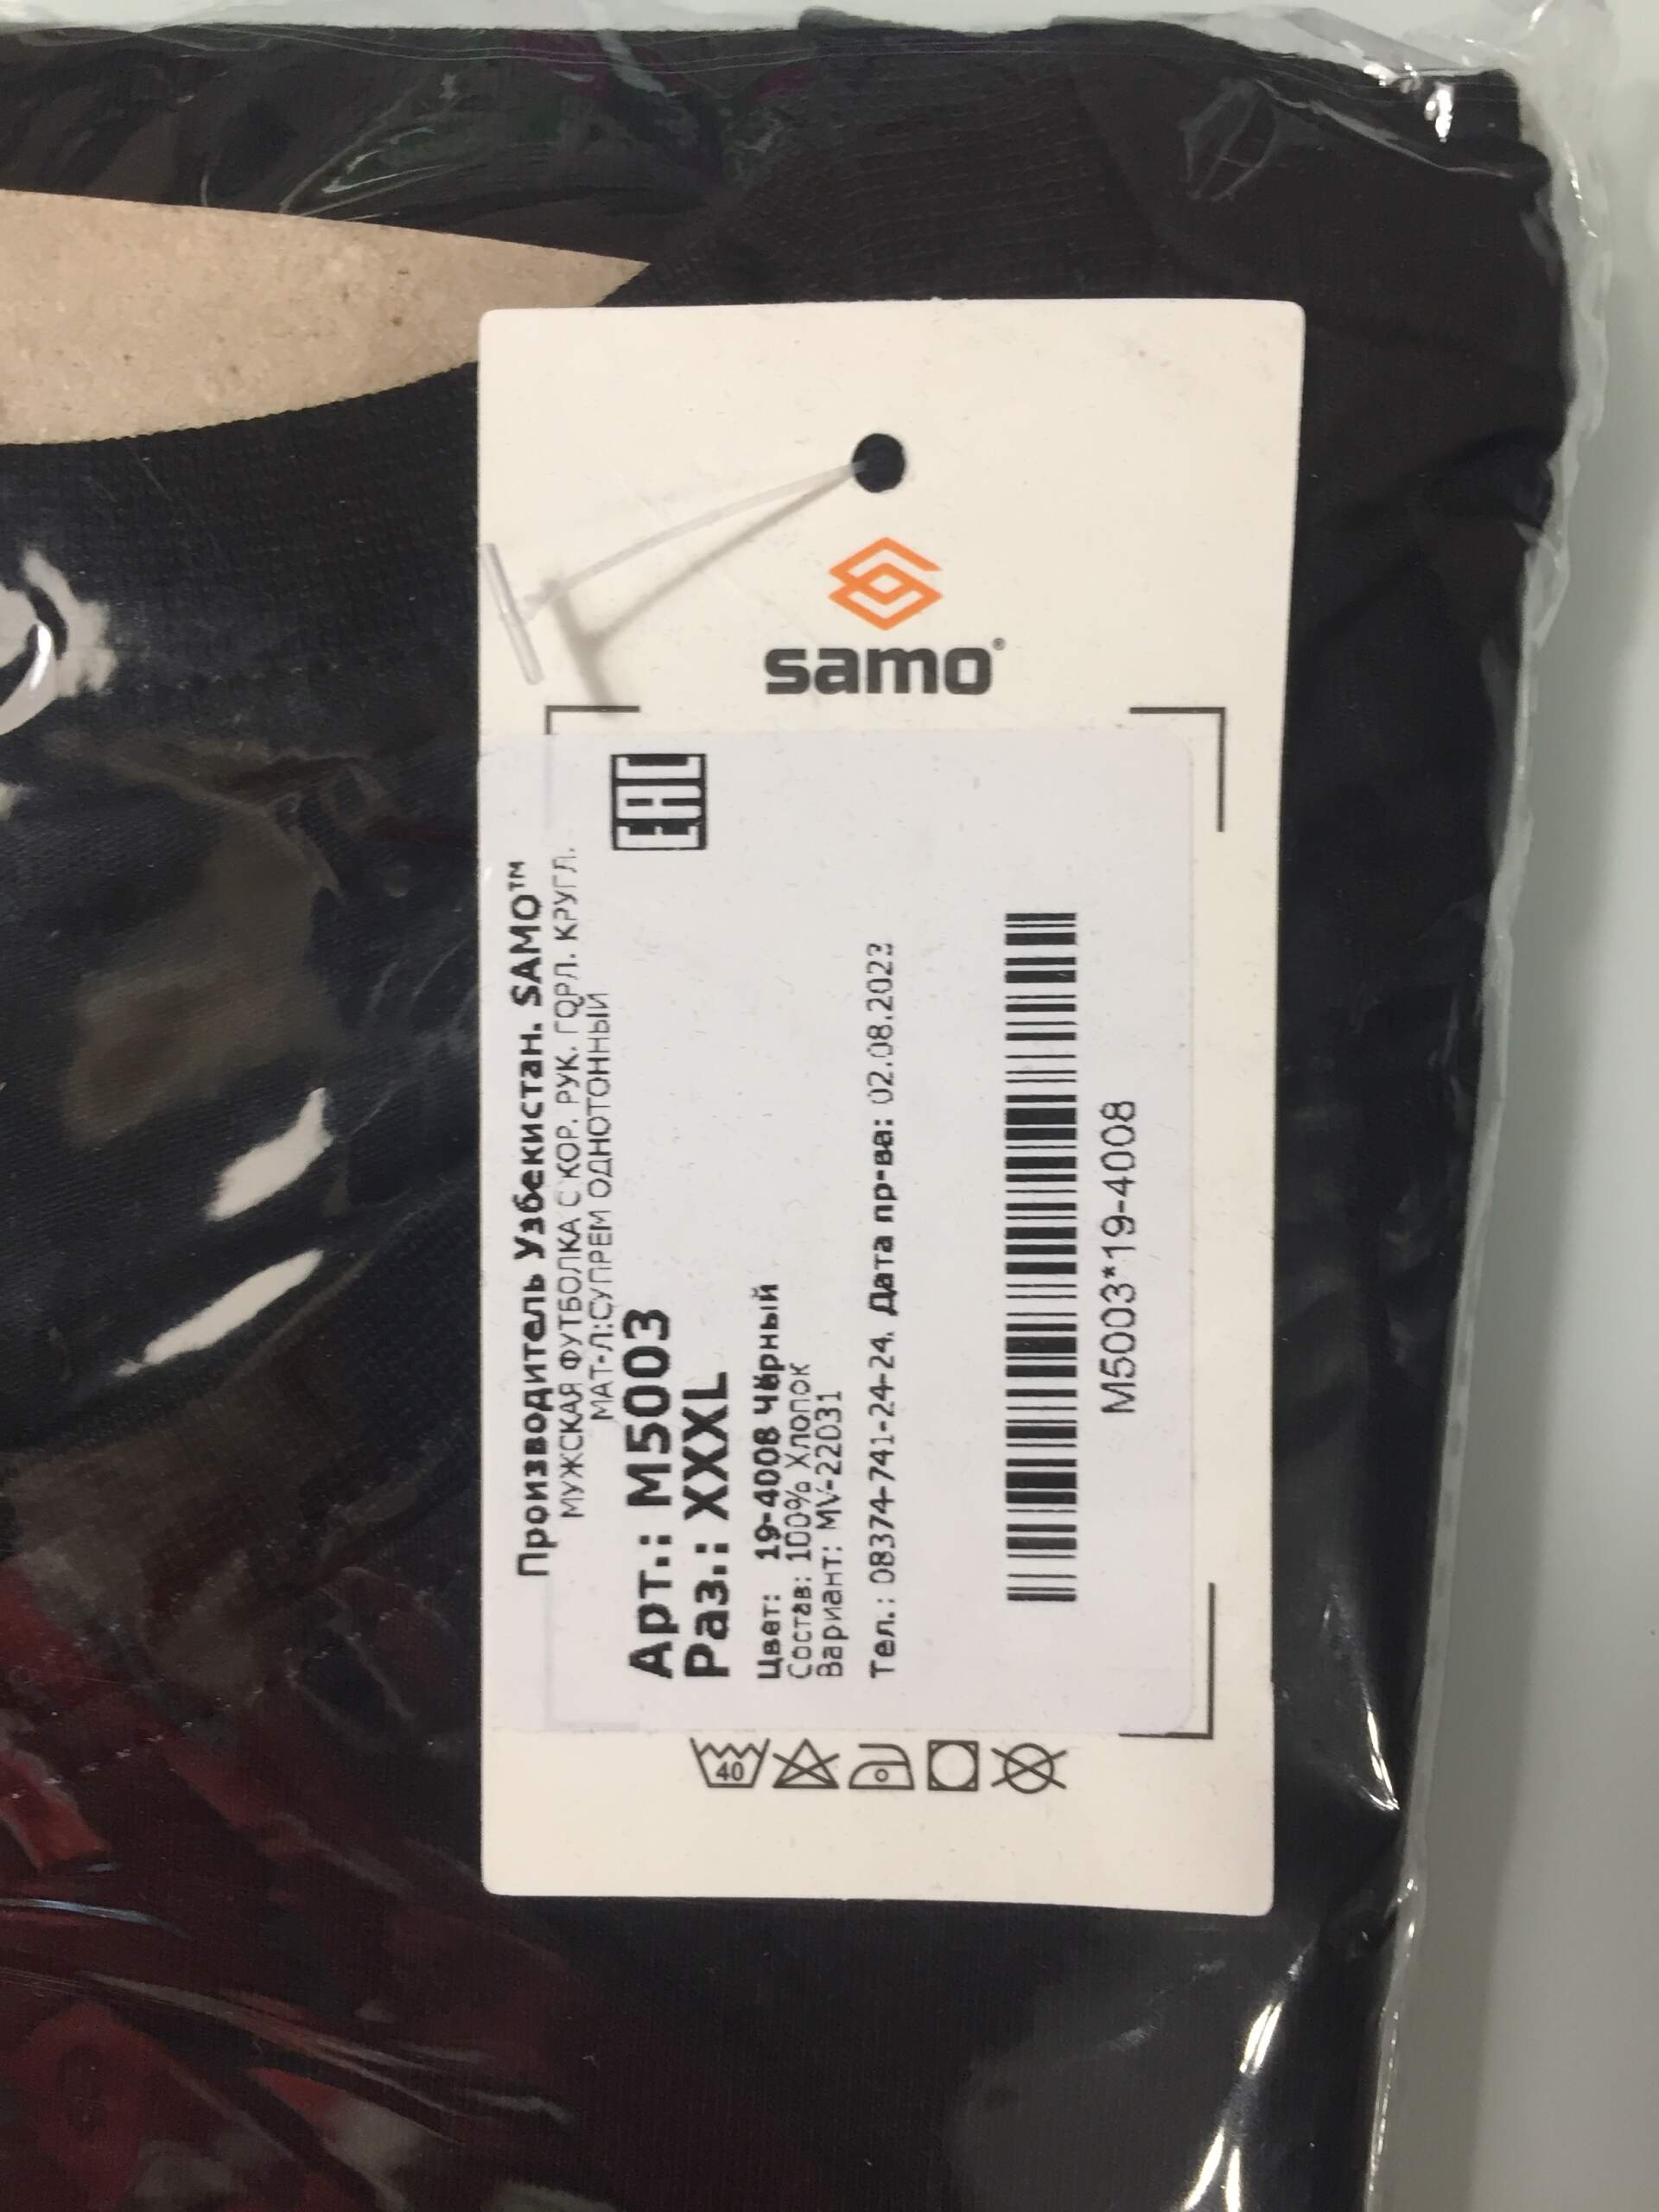 samo®
EAC
Производитель Узбекистан. SAMO™
МУЖСКАЯ ФУТБОЛКА С КОР. РУК. ГОРЛ. КРУГЛ.
МАТ-Л:СУПРЕМ ОДНОТОННЫЙ
Арт.: M5003
Раз.: XXXL
Цвет: 19-4008 Чёрный
Состав: 100% Хлопок
Вариант: MV-22031
Тел.: 08374-741-24-24. Дата пр-ва: 02.08.2023
M5003*19-4008
40